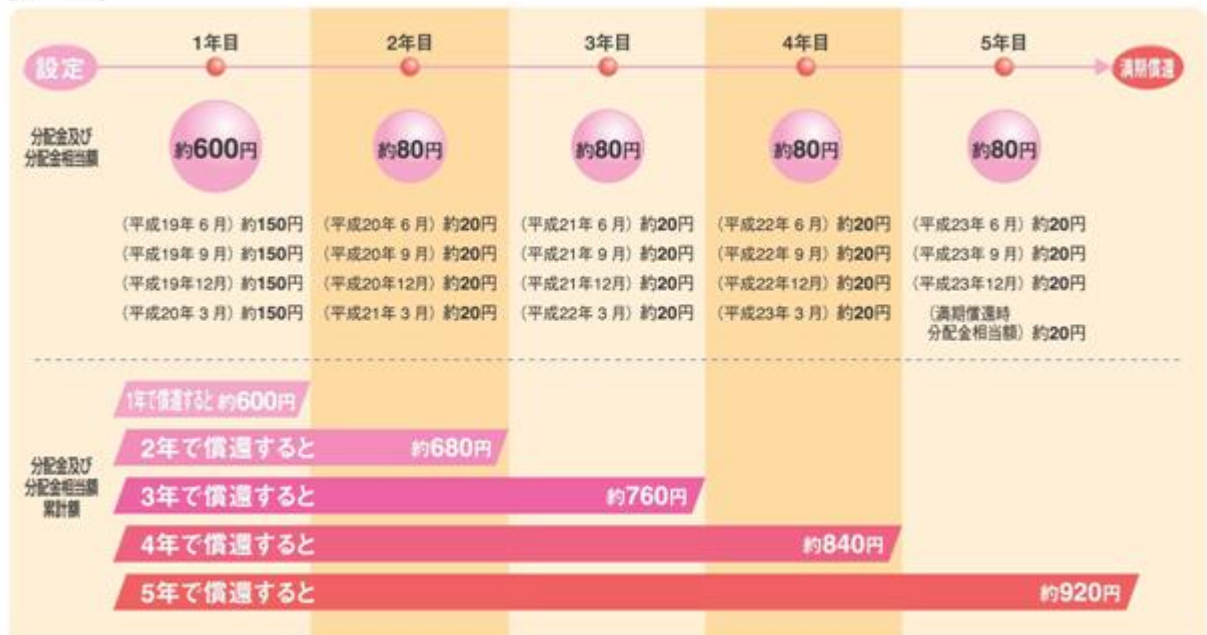 1年目 2年目 3年目 4年目 5年目
設定 満期償還
分配金及び
分配金相当額
約600円 約80円 約80円 約80円 約80円
（平成19年6月）約150円 （平成20年6月）約20円 （平成21年6月）約20円 （平成22年6月）約20円 （平成23年6月）約20円
（平成19年9月）約150円 （平成20年9月）約20円 （平成21年9月）約20円 （平成22年9月）約20円 （平成23年9月）約20円
（平成19年12月）約150円 （平成20年12月）約20円 （平成21年12月）約20円 （平成22年12月）約20円 （平成23年12月）約20円
（平成20年3月）約150円 （平成21年3月）約20円 （平成22年3月）約20円 （平成23年3月）約20円 （満期償還時
分配金相当額）約20円
1年で償還すると 約600円
2年で償還すると 約680円
分配金及び
分配金相当額
累計額
3年で償還すると 約760円
4年で償還すると 約840円
5年で償還すると 約920円